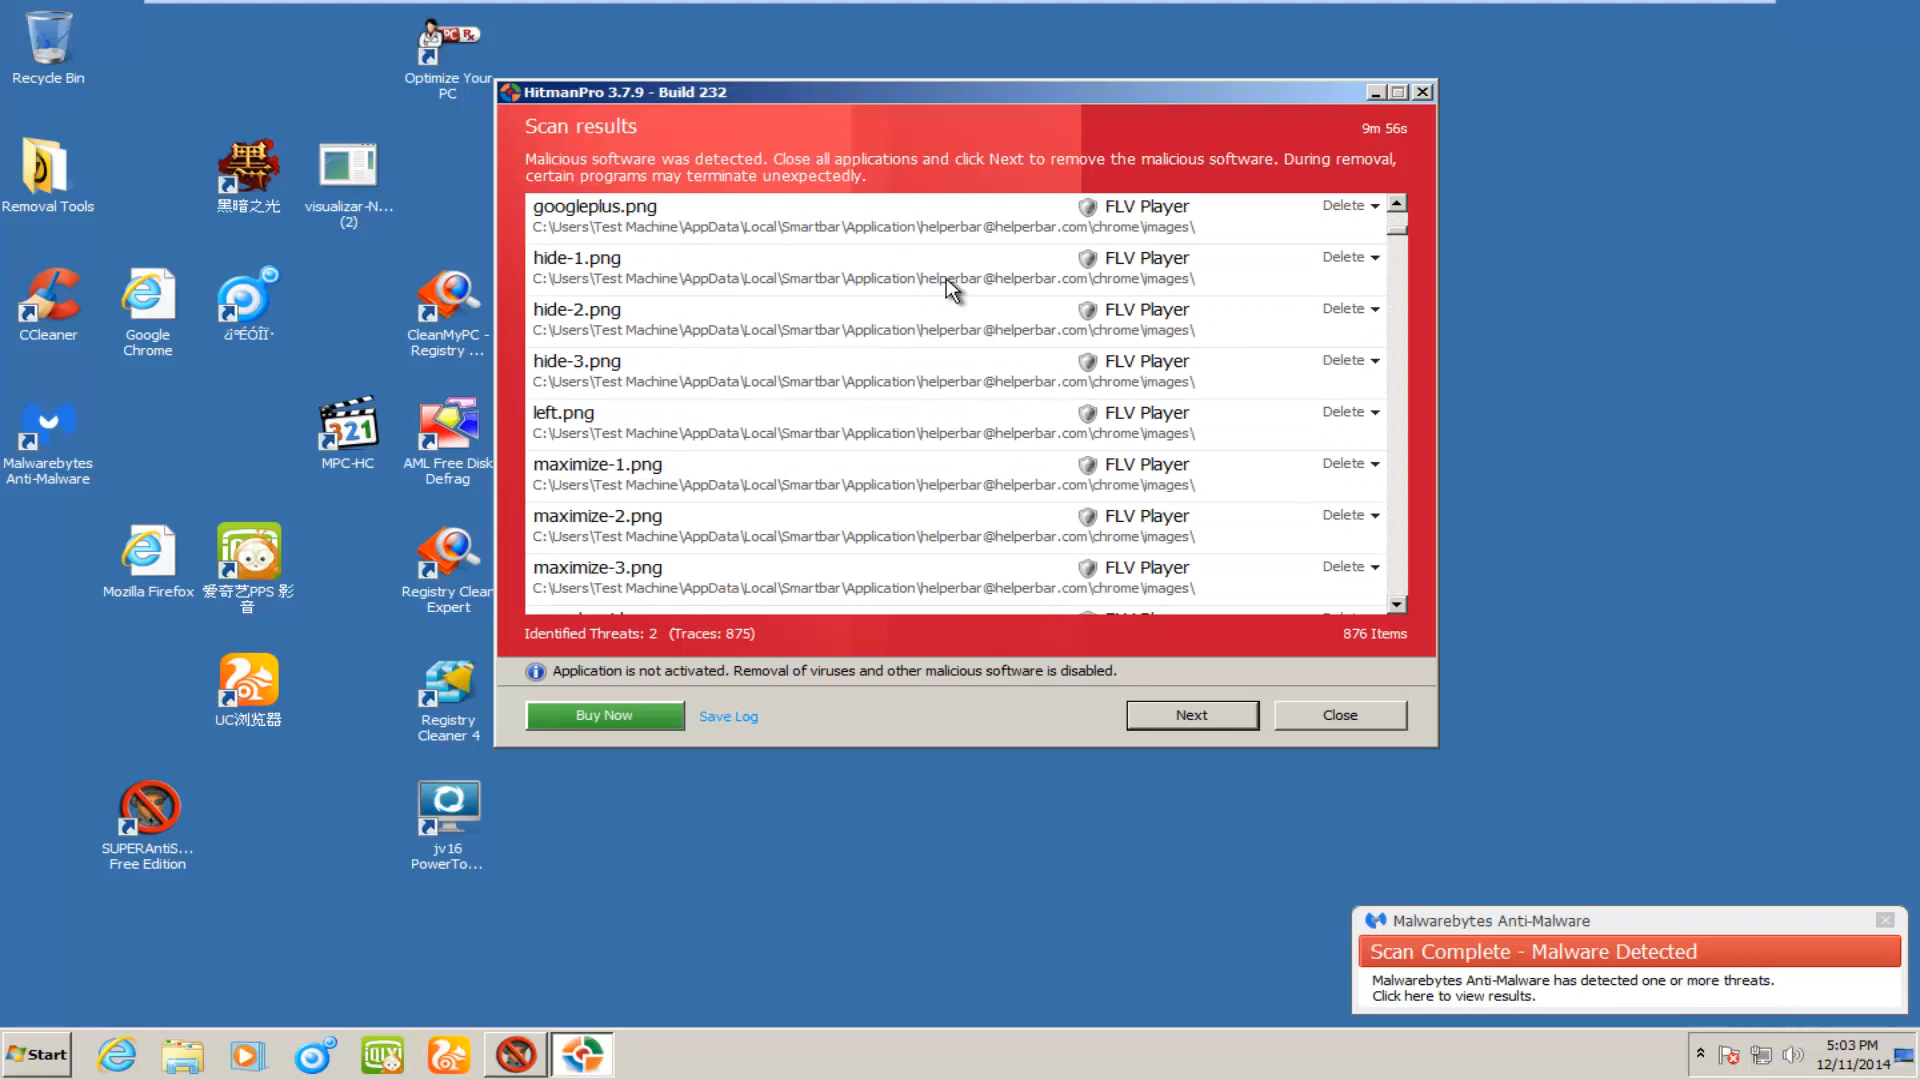 Recycle Bin
Optimize Your
PC
Removal Tools
黑暗之光
visualizar-N...
(2)
CCleaner
Google
Chrome
CleanMyPC -
Registry ...
Malwarebytes
Anti-Malware
321
MPC-HC
AML Free Disk
Defrag
Mozilla Firefox
爱奇艺PPS 影
音
Registry Clean
Expert
UC浏览器
Registry
Cleaner 4
SUPERAntiS...
Free Edition
jv16
PowerTo...
HitmanPro 3.7.9 - Build 232
Scan results
9m 56s
Malicious software was detected. Close all applications and click Next to remove the malicious software. During removal,
certain programs may terminate unexpectedly.
googleplus.png FLV Player Delete
C:\Users\Test Machine\AppData\Local\Smartbar\Application\helperbar@helperbar.com\chrome\images\
hide-1.png FLV Player Delete
C:\Users\Test Machine\AppData\Local\Smartbar\Application\helperbar@helperbar.com\chrome\images\
hide-2.png FLV Player Delete
C:\Users\Test Machine\AppData\Local\Smartbar\Application\helperbar@helperbar.com\chrome\images\
hide-3.png FLV Player Delete
C:\Users\Test Machine\AppData\Local\Smartbar\Application\helperbar@helperbar.com\chrome\images\
left.png FLV Player Delete
C:\Users\Test Machine\AppData\Local\Smartbar\Application\helperbar@helperbar.com\chrome\images\
maximize-1.png FLV Player Delete
C:\Users\Test Machine\AppData\Local\Smartbar\Application\helperbar@helperbar.com\chrome\images\
maximize-2.png FLV Player Delete
C:\Users\Test Machine\AppData\Local\Smartbar\Application\helperbar@helperbar.com\chrome\images\
maximize-3.png FLV Player Delete
C:\Users\Test Machine\AppData\Local\Smartbar\Application\helperbar@helperbar.com\chrome\images\
Identified Threats: 2 (Traces: 875)
876 Items
Application is not activated. Removal of viruses and other malicious software is disabled.
Buy Now
Save Log
Next
Close
Malwarebytes Anti-Malware
Scan Complete - Malware Detected
Malwarebytes Anti-Malware has detected one or more threats.
Click here to view results.
Start
5:03 PM
12/11/2014